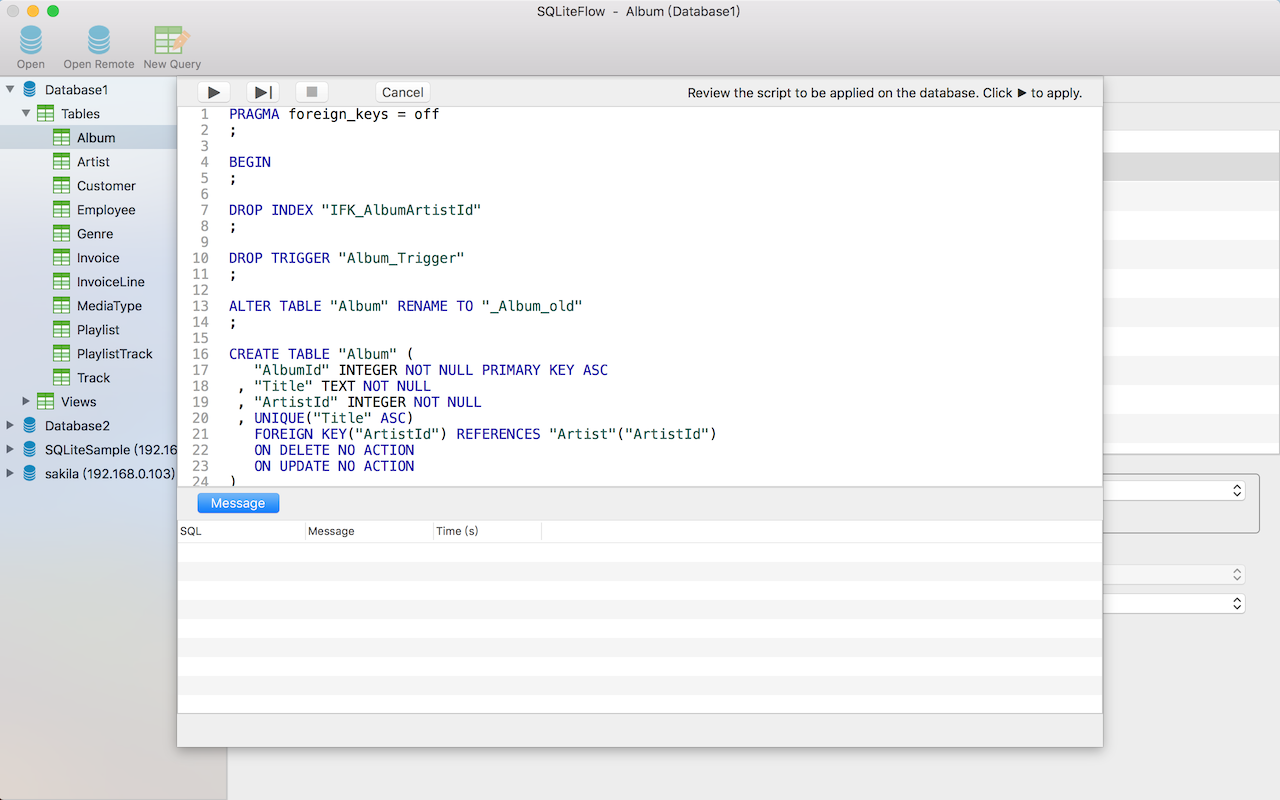 SQLiteFlow - Album (Database1)
Open
Open Remote
New Query
Database1
Tables
Album
Artist
Customer
Employee
Genre
Invoice
InvoiceLine
MediaType
Playlist
PlaylistTrack
Track
Views
Database2
SQLiteSample (192.16
sakila (192.168.0.103)
Cancel
Review the script to be applied on the database. Click ▶ to apply.
1 PRAGMA foreign_keys = off
2 ;
3
4 BEGIN
5 ;
6
7 DROP INDEX "IFK_AlbumArtistId"
8 ;
9
10 DROP TRIGGER "Album_Trigger"
11 ;
12
13 ALTER TABLE "Album" RENAME TO "_Album_old"
14 ;
15
16 CREATE TABLE "Album" (
17 "AlbumId" INTEGER NOT NULL PRIMARY KEY ASC
18 , "Title" TEXT NOT NULL
19 , "ArtistId" INTEGER NOT NULL
20 , UNIQUE("Title" ASC)
21 FOREIGN KEY("ArtistId") REFERENCES "Artist"("ArtistId")
22 ON DELETE NO ACTION
23 ON UPDATE NO ACTION
24 )
Message
SQL Message Time (s)